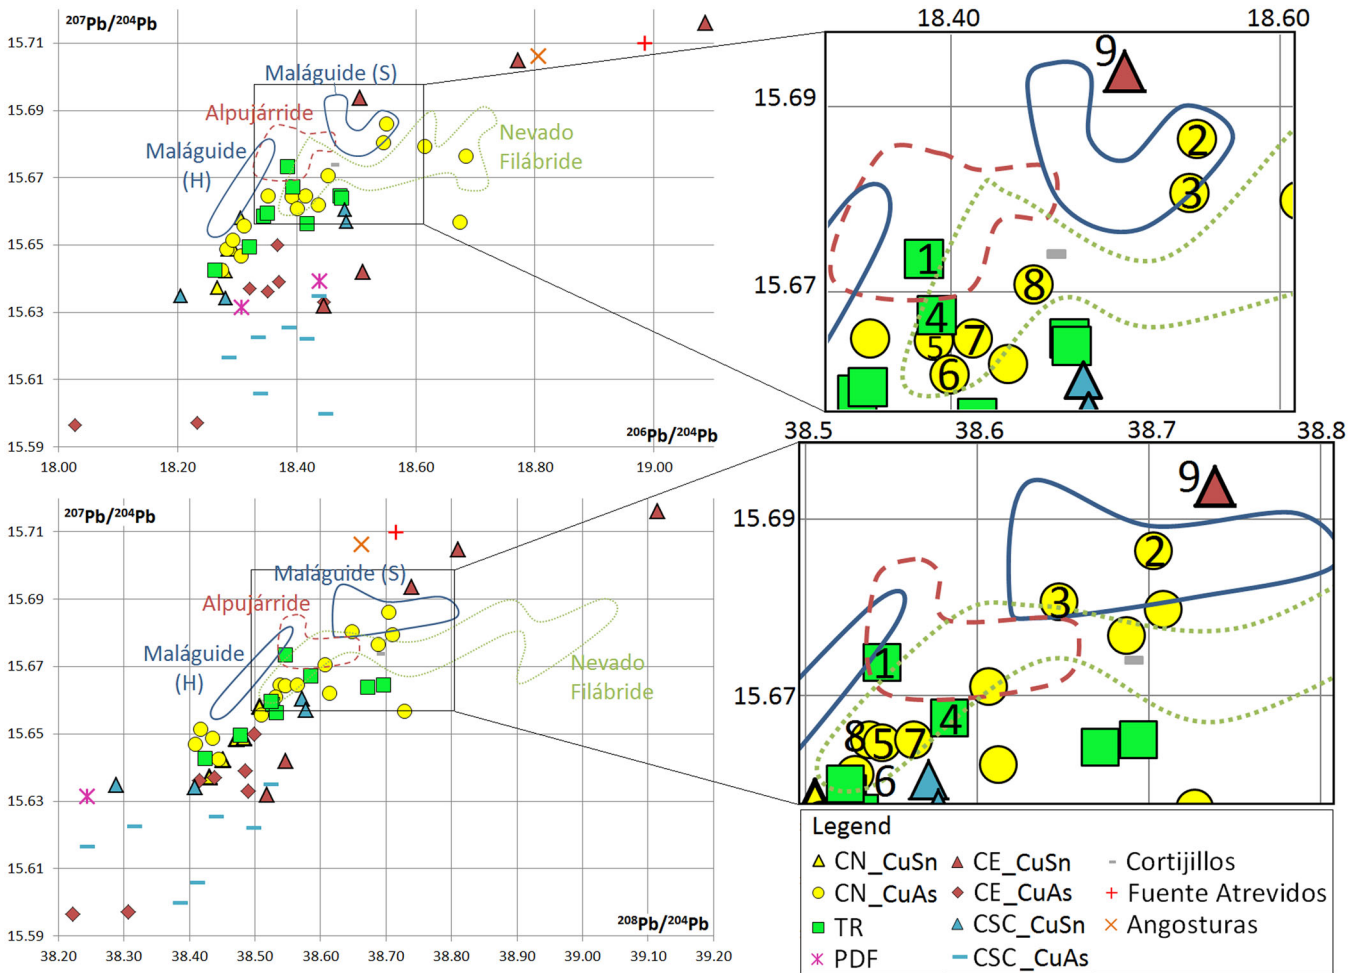 ²⁰⁷Pb/²⁰⁴Pb
15.71
15.69
15.67
15.65
15.63
15.61
15.59
18.00
18.20
18.40
18.60
18.80
19.00
²⁰⁶Pb/²⁰⁴Pb
Maláguide (S)
Alpujárride
Maláguide
(H)
Nevado
Filábride
18.40
18.60
15.69
15.67
9
2
3
1
8
4
5
7
6
²⁰⁷Pb/²⁰⁴Pb
15.71
15.69
15.67
15.65
15.63
15.61
15.59
38.20
38.30
38.40
38.50
38.60
38.70
38.80
38.90
39.00
39.10
39.20
²⁰⁸Pb/²⁰⁴Pb
Maláguide (S)
Alpujárride
Maláguide
(H)
Nevado
Filábride
38.5
38.6
38.7
38.8
15.69
15.67
9
2
3
1
4
8
5
7
6
Legend
CN_CuSn
CE_CuSn
Cortijillos
CN_CuAs
CE_CuAs
Fuente Atrevidos
TR
CSC_CuSn
Angosturas
PDF
CSC_CuAs